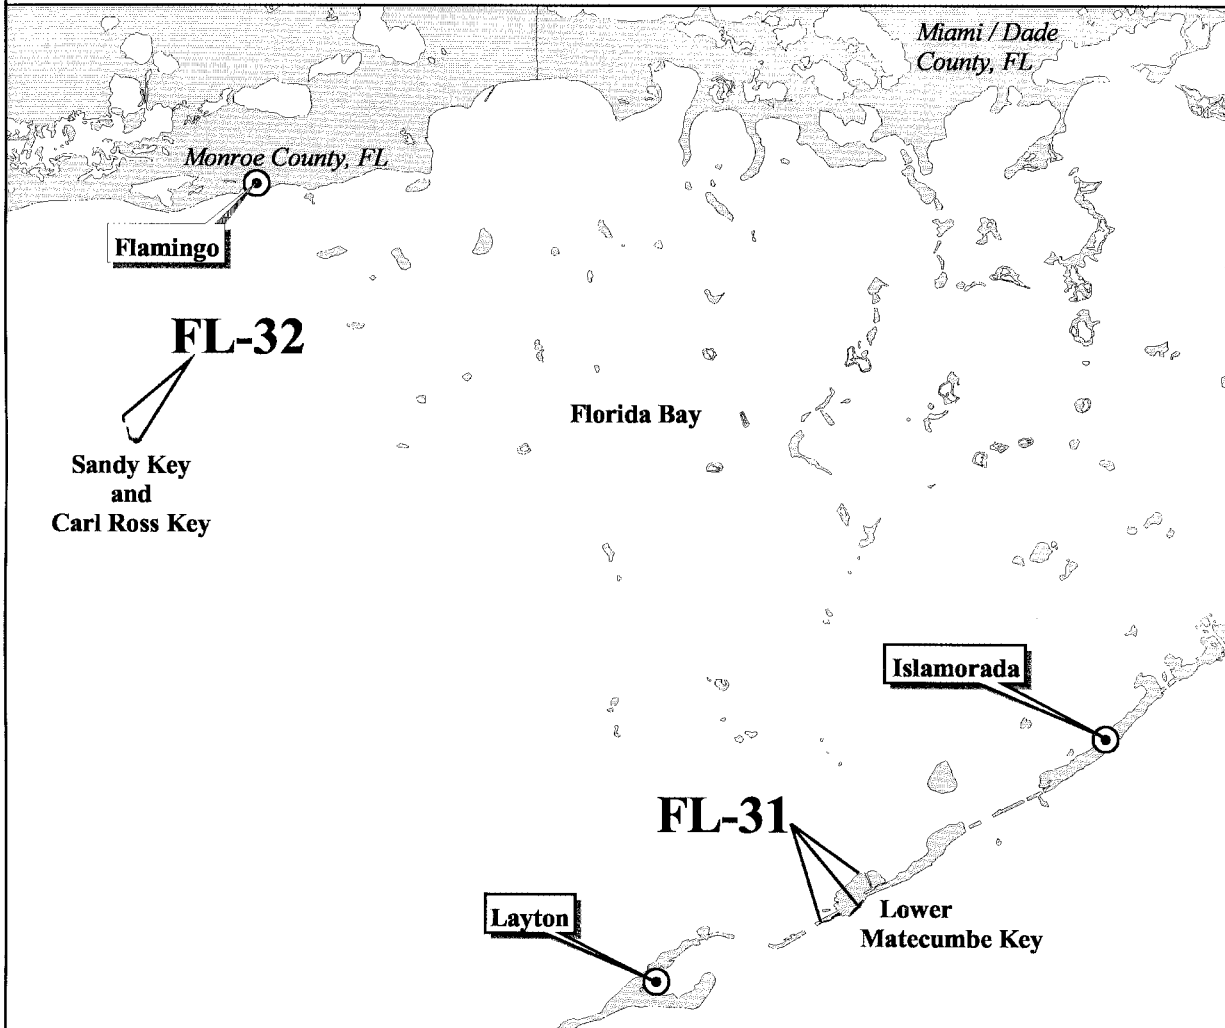 Miami / Dade
County, FL
Monroe County, FL
Flamingo
FL-32
Florida Bay
Sandy Key
and
Carl Ross Key
Islamorada
FL-31
Layton
Lower
Matecumbe Key